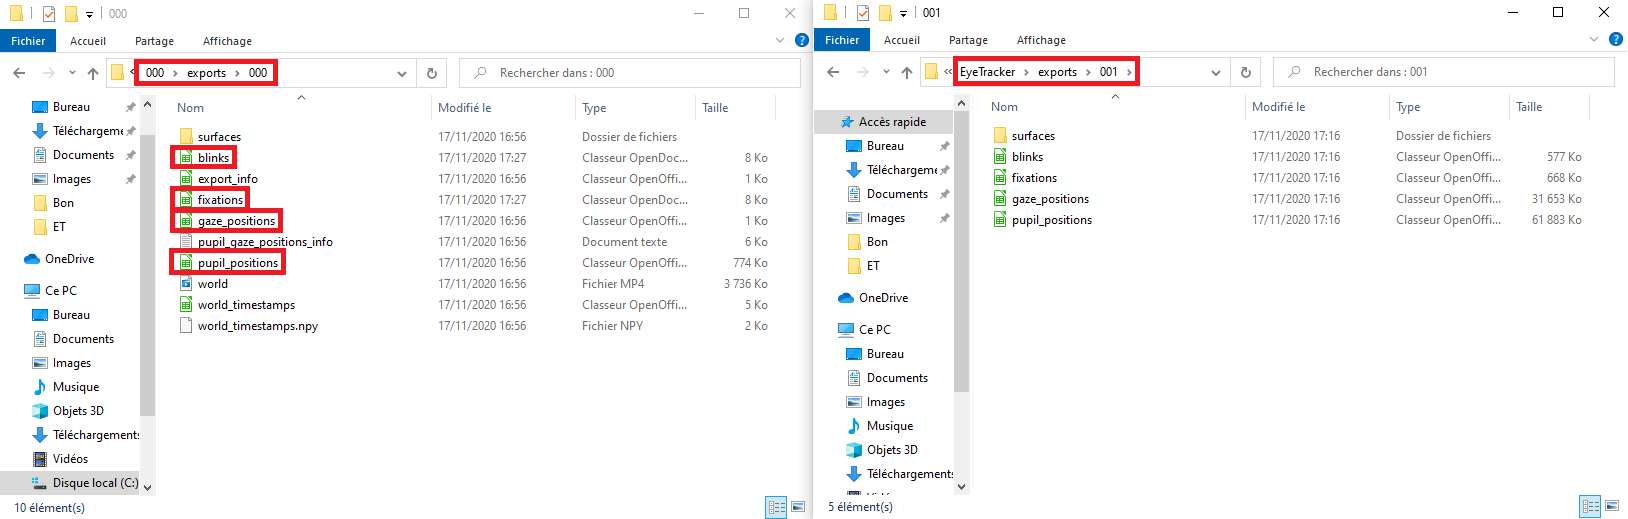 000
Fichier Accueil Partage Affichage
« 000 > exports > 000
Rechercher dans : 000
Nom Modifié le Type Taille
Bureau
Téléchargeme
Documents
Images
Bon
ET
OneDrive
Ce PC
Bureau
Documents
Images
Musique
Objets 3D
Téléchargements
Vidéos
Disque local (C:)
surfaces 17/11/2020 16:56 Dossier de fichiers
blinks 17/11/2020 17:27 Classeur OpenDoc... 8 Ko
export_info 17/11/2020 16:56 Classeur OpenOffi... 1 Ko
fixations 17/11/2020 17:27 Classeur OpenDoc... 8 Ko
gaze_positions 17/11/2020 16:56 Classeur OpenOffi... 1 Ko
pupil_gaze_positions_info 17/11/2020 16:56 Document texte 6 Ko
pupil_positions 17/11/2020 16:56 Classeur OpenOffi... 774 Ko
world 17/11/2020 16:56 Fichier MP4 3 736 Ko
world_timestamps 17/11/2020 16:56 Classeur OpenOffi... 5 Ko
world_timestamps.npy 17/11/2020 16:56 Fichier NPY 2 Ko
10 élément(s)
001
Fichier Accueil Partage Affichage
« EyeTracker > exports > 001 >
Rechercher dans : 001
Nom Modifié le Type Taille
Accès rapide
Bureau
Téléchargeme
Documents
Images
Bon
ET
OneDrive
Ce PC
Bureau
Documents
Images
Musique
Objets 3D
Téléchargements
surfaces 17/11/2020 17:16 Dossier de fichiers
blinks 17/11/2020 17:16 Classeur OpenOffi... 577 Ko
fixations 17/11/2020 17:16 Classeur OpenOffi... 668 Ko
gaze_positions 17/11/2020 17:16 Classeur OpenOffi... 31 653 Ko
pupil_positions 17/11/2020 17:16 Classeur OpenOffi... 61 883 Ko
5 élément(s)